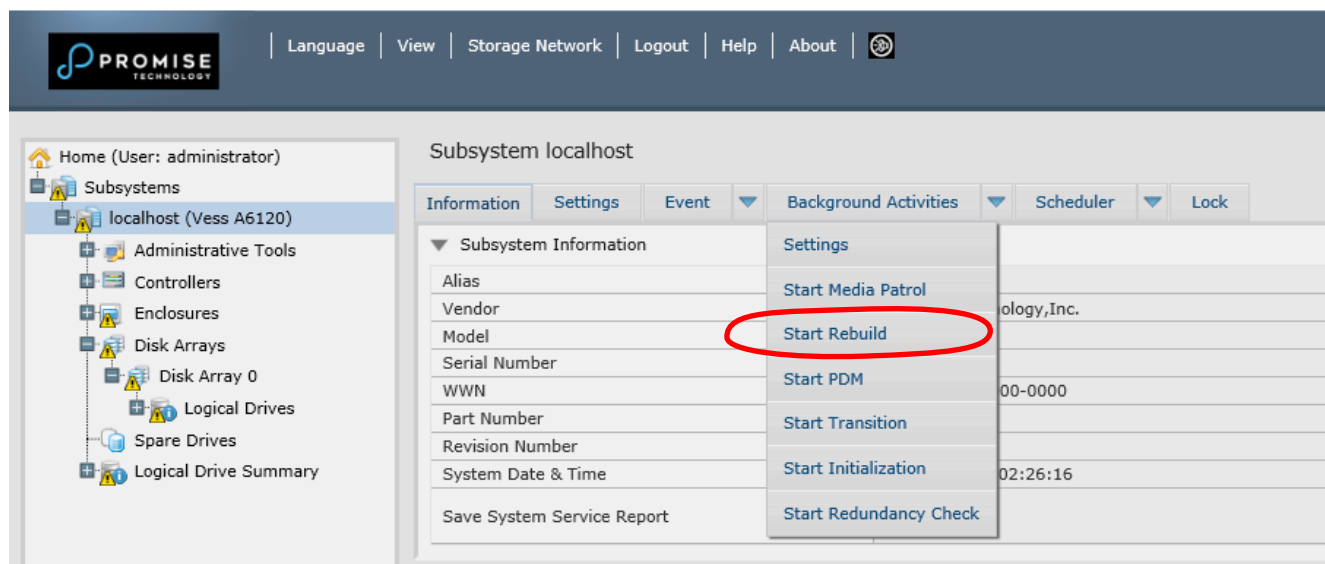 PROMISE
TECHNOLOGY
Language View Storage Network Logout Help About
Home (User: administrator)
Subsystems
localhost (Vess A6120)
Administrative Tools
Controllers
Enclosures
Disk Arrays
Disk Array 0
Logical Drives
Spare Drives
Logical Drive Summary
Subsystem localhost
Information Settings Event Background Activities Scheduler Lock
Subsystem Information
Alias
Vendor
Model
Serial Number
WWN
Part Number
Revision Number
System Date & Time
Save System Service Report
Settings
Start Media Patrol
Start Rebuild
Start PDM
Start Transition
Start Initialization
Start Redundancy Check
ology,Inc.
00-0000
02:26:16